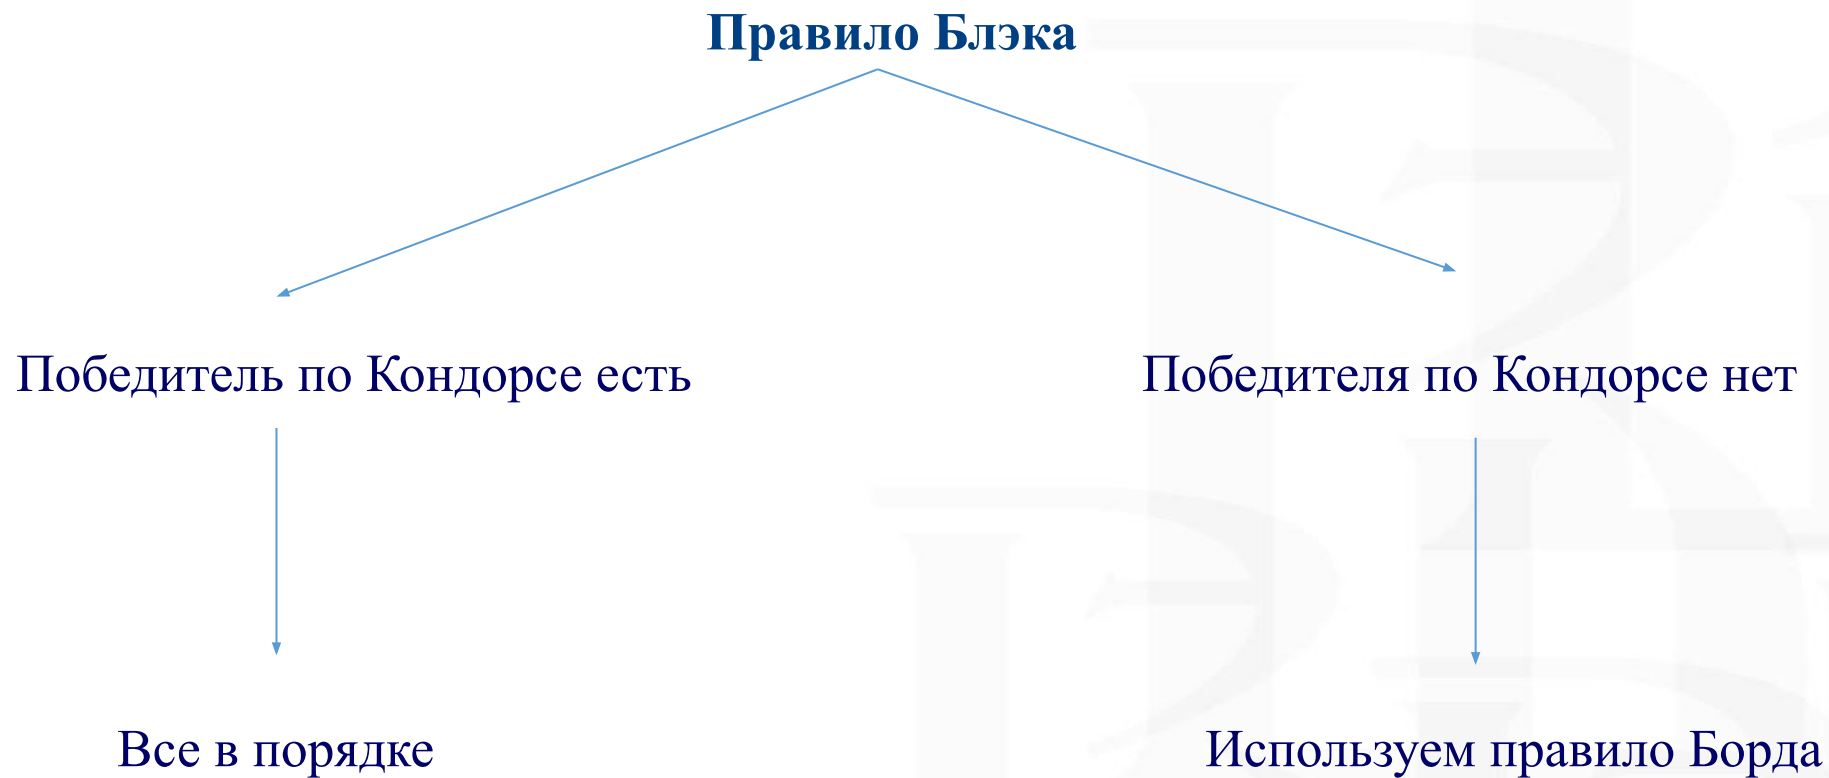 Правило Блэка
Победитель по Кондорсе есть
Победителя по Кондорсе нет
Все в порядке
Используем правило Борда